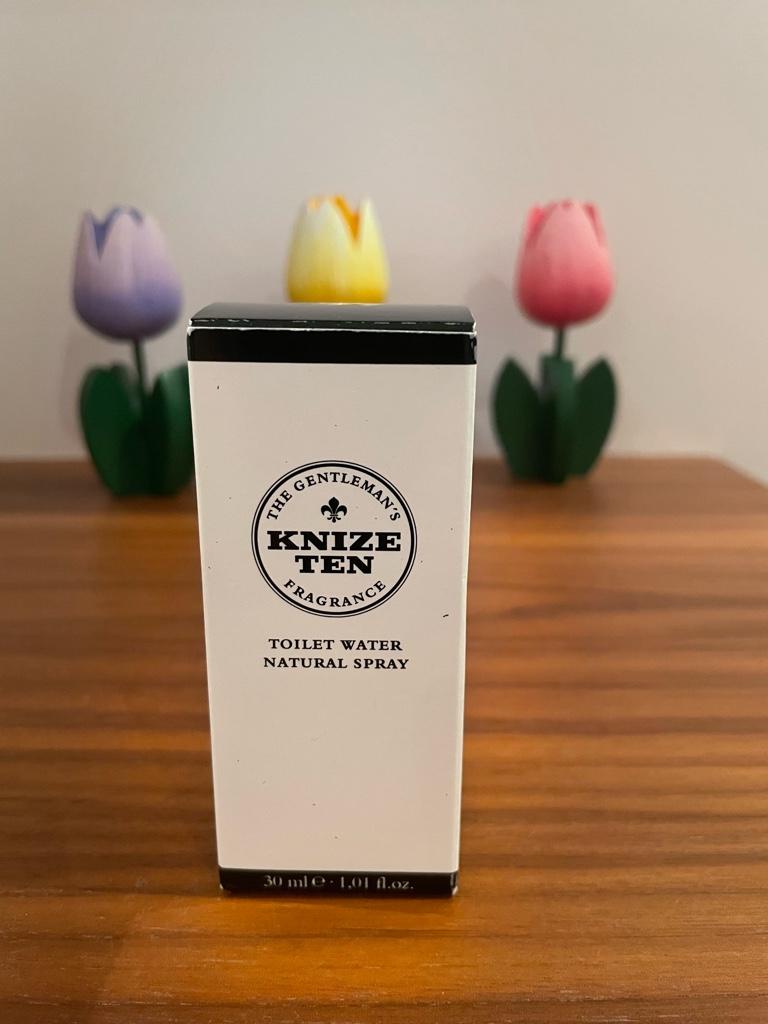 THE GENTLEMAN'S
KNIZE
TEN
FRAGRANCE
TOILET WATER
NATURAL SPRAY
30 ml ℮ · 1,01 fl.oz.